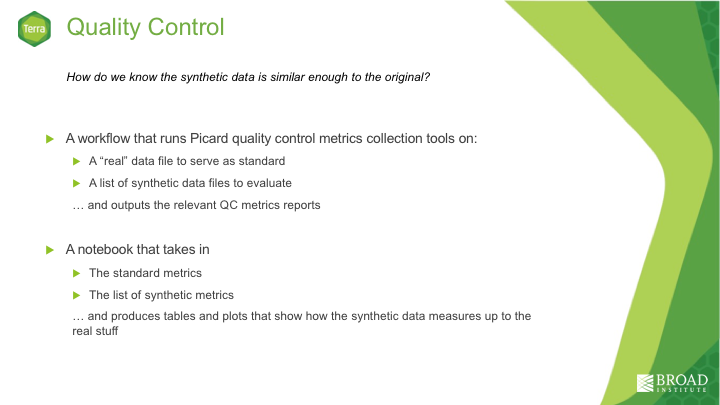 Terra
Quality Control
How do we know the synthetic data is similar enough to the original?
A workflow that runs Picard quality control metrics collection tools on:
A “real” data file to serve as standard
A list of synthetic data files to evaluate
… and outputs the relevant QC metrics reports
A notebook that takes in
The standard metrics
The list of synthetic metrics
… and produces tables and plots that show how the synthetic data measures up to the
real stuff
BROAD
INSTITUTE